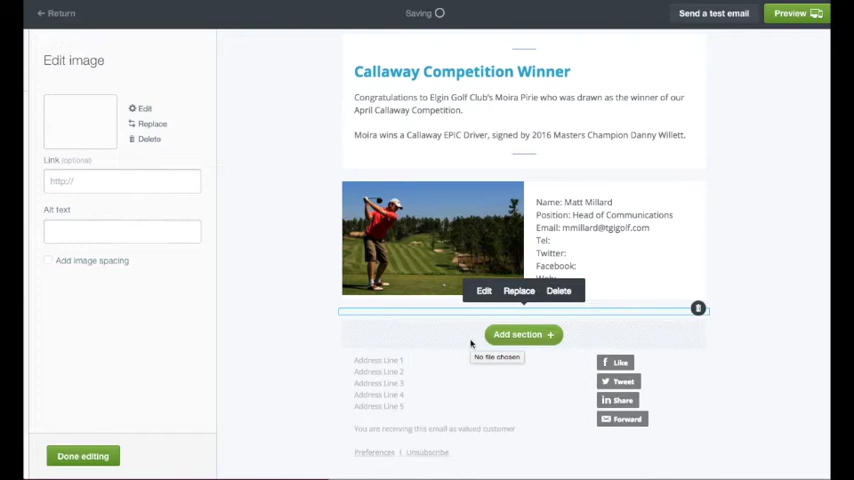 Return
Saving
Send a test email
Preview
Edit image
Edit
Replace
Delete
Link (optional)
http://
Alt text
Add image spacing
Done editing
Callaway Competition Winner
Congratulations to Elgin Golf Club's Moira Pirie who was drawn as the winner of our
April Callaway Competition.
Moira wins a Callaway EPIC Driver, signed by 2016 Masters Champion Danny Willett.
Name: Matt Millard
Position: Head of Communications
Email: mmillard@tgigolf.com
Tel:
Twitter:
Facebook:
Edit Replace Delete
Add section +
No file chosen
Address Line 1
Address Line 2
Address Line 3
Address Line 4
Address Line 5
You are receiving this email as valued customer
Preferences | Unsubscribe
Like
Tweet
Share
Forward